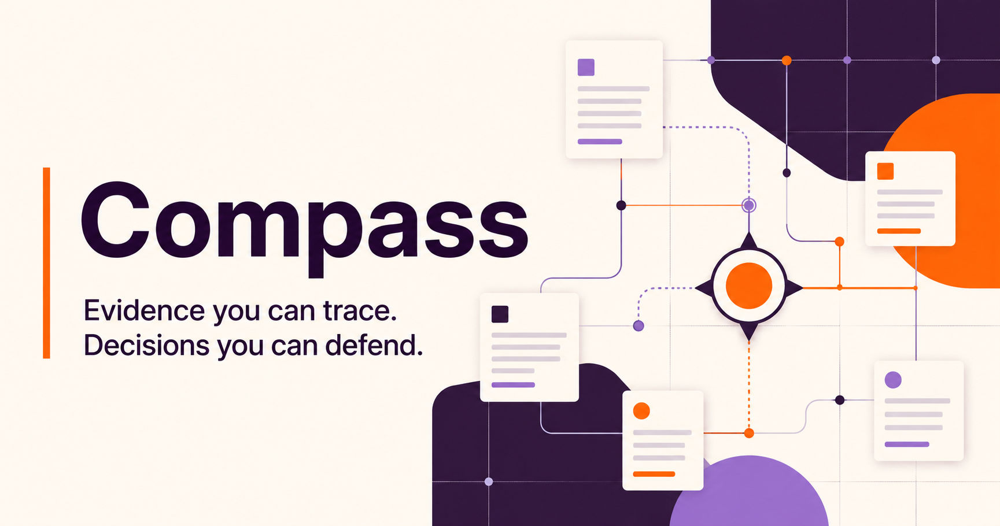 Compass
Evidence you can trace.
Decisions you can defend.